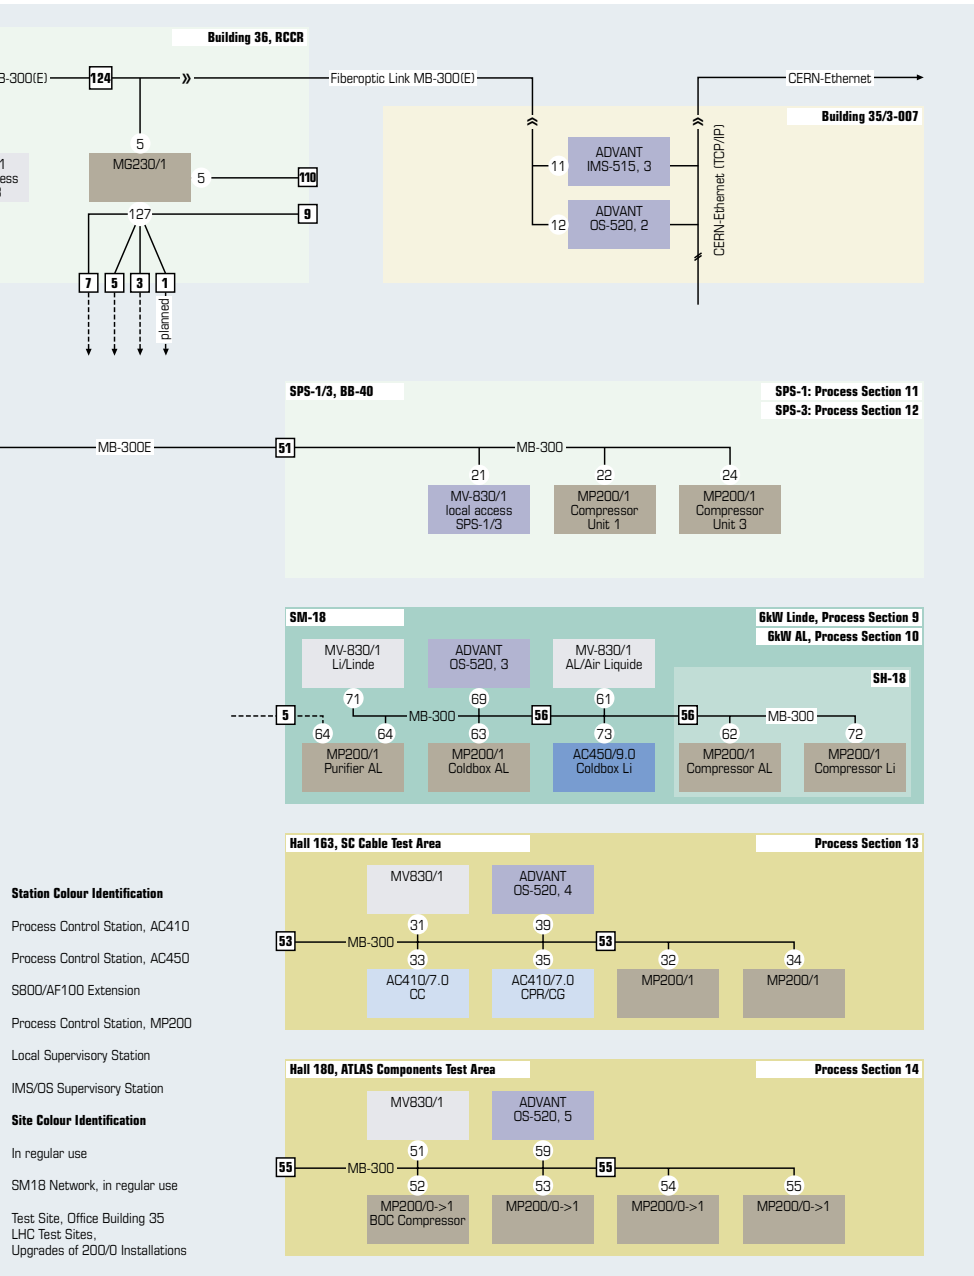 Building 36, RCCR
B-300(E)
124
»
Fiberoptic Link MB-300(E)
CERN-Ethernet
Building 35/3-007
5
MG230/1
5
110
127
9
1
ess
7
5
3
1
planned
11
ADVANT
IMS-515, 3
12
ADVANT
OS-520, 2
CERN-Ethernet (TCP/IP)
SPS-1/3, BB-40
SPS-1: Process Section 11
SPS-3: Process Section 12
MB-300E
51
MB-300
21
22
24
MV-830/1
local access
SPS-1/3
MP200/1
Compressor
Unit 1
MP200/1
Compressor
Unit 3
SM-18
6kW Linde, Process Section 9
6kW AL, Process Section 10
MV-830/1
Li/Linde
ADVANT
OS-520, 3
MV-830/1
AL/Air Liquide
SH-18
71
69
61
5
MB-300
56
56
MB-300
64
64
63
73
62
72
MP200/1
Purifier AL
MP200/1
Coldbox AL
AC450/9.0
Coldbox Li
MP200/1
Compressor AL
MP200/1
Compressor Li
Hall 163, SC Cable Test Area
Process Section 13
MV830/1
ADVANT
OS-520, 4
31
39
53
MB-300
53
33
35
32
34
AC410/7.0
CC
AC410/7.0
CPR/CG
MP200/1
MP200/1
Hall 180, ATLAS Components Test Area
Process Section 14
MV830/1
ADVANT
OS-520, 5
51
59
55
MB-300
55
52
53
54
55
MP200/0->1
BOC Compressor
MP200/0->1
MP200/0->1
MP200/0->1
Station Colour Identification
Process Control Station, AC410
Process Control Station, AC450
S800/AF100 Extension
Process Control Station, MP200
Local Supervisory Station
IMS/OS Supervisory Station
Site Colour Identification
In regular use
SM18 Network, in regular use
Test Site, Office Building 35
LHC Test Sites,
Upgrades of 200/0 Installations